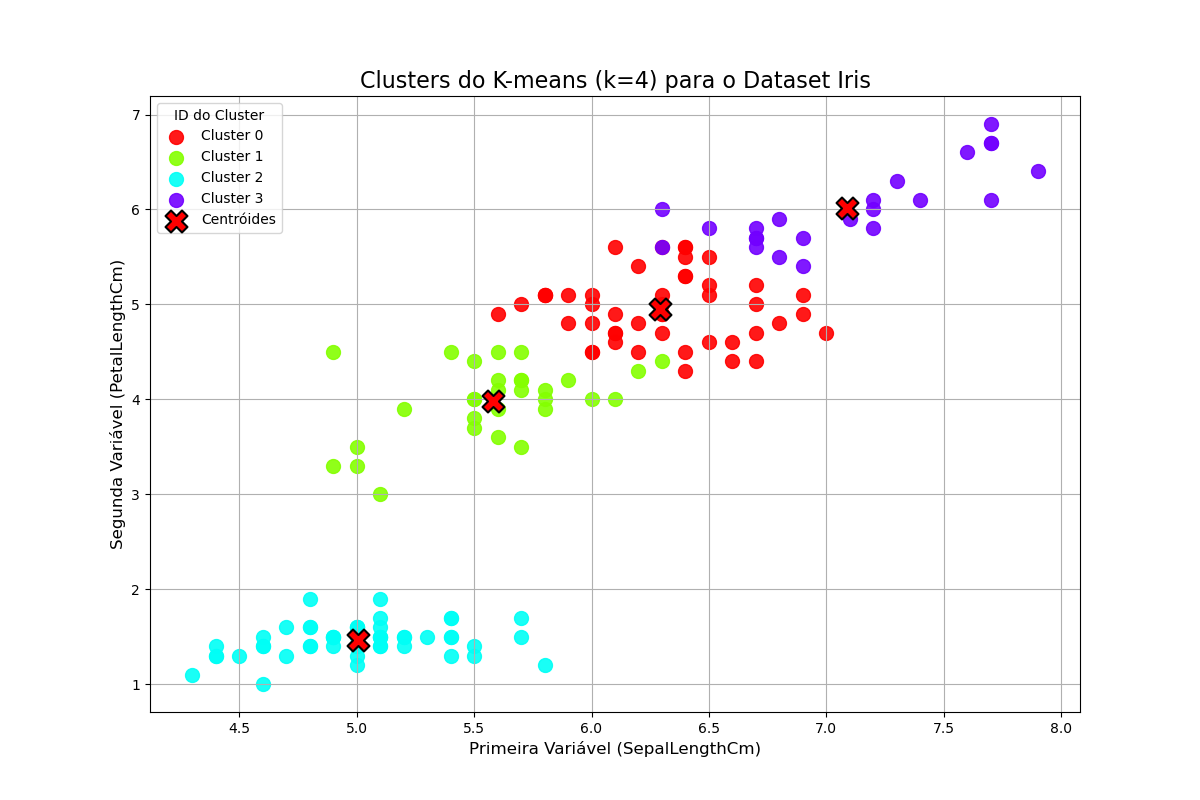 Clusters do K-means (k=4) para o Dataset Iris
ID do Cluster
Cluster 0
Cluster 1
Cluster 2
Cluster 3
Centróides
Segunda Variável (PetalLengthCm)
7
6
5
4
3
2
1
4.5 5.0 5.5 6.0 6.5 7.0 7.5 8.0
Primeira Variável (SepalLengthCm)